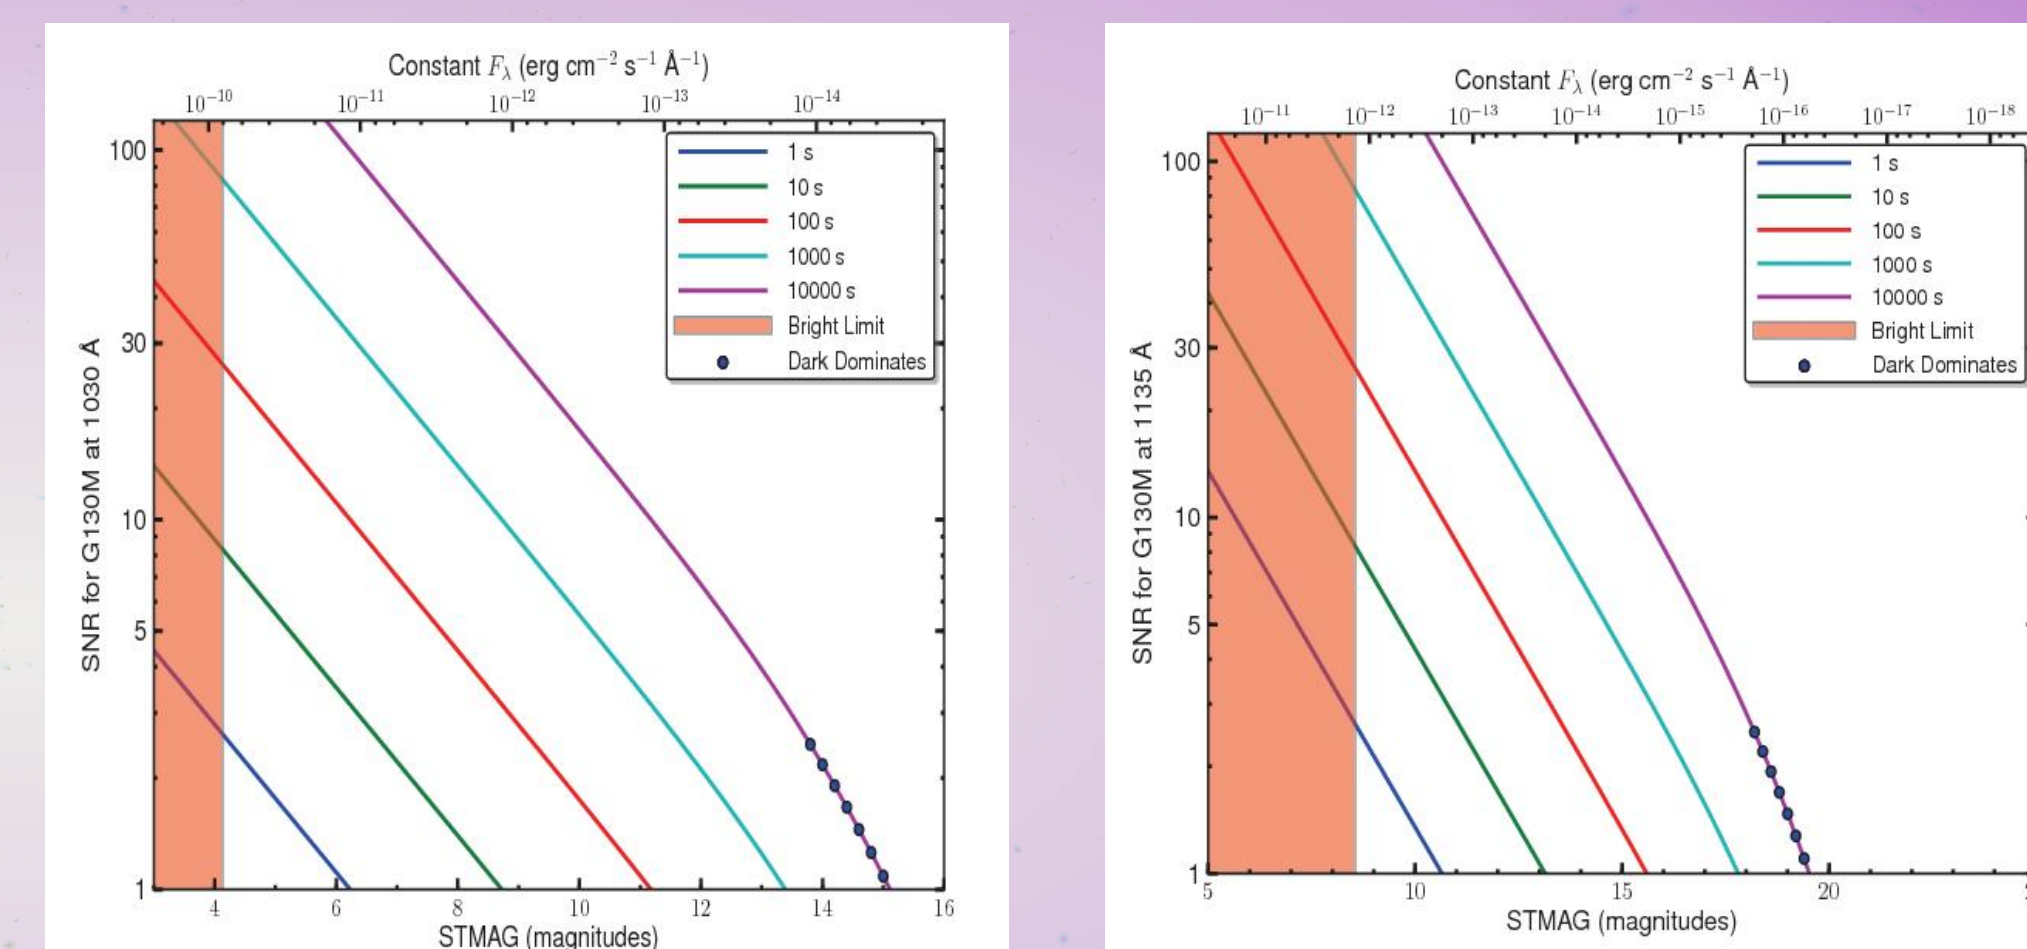 Constant F_λ (erg cm⁻² s⁻¹ Å⁻¹)
10⁻¹⁰ 10⁻¹¹ 10⁻¹² 10⁻¹³ 10⁻¹⁴
100
30
10
5
1
SNR for G130M at 1030 Å
1 s
10 s
100 s
1000 s
10000 s
Bright Limit
Dark Dominates
4 6 8 10 12 14 16
STMAG (magnitudes)
Constant F_λ (erg cm⁻² s⁻¹ Å⁻¹)
10⁻¹¹ 10⁻¹² 10⁻¹³ 10⁻¹⁴ 10⁻¹⁵ 10⁻¹⁶ 10⁻¹⁷ 10⁻¹⁸
100
30
10
5
1
SNR for G130M at 1135 Å
1 s
10 s
100 s
1000 s
10000 s
Bright Limit
Dark Dominates
5 10 15 20
STMAG (magnitudes)